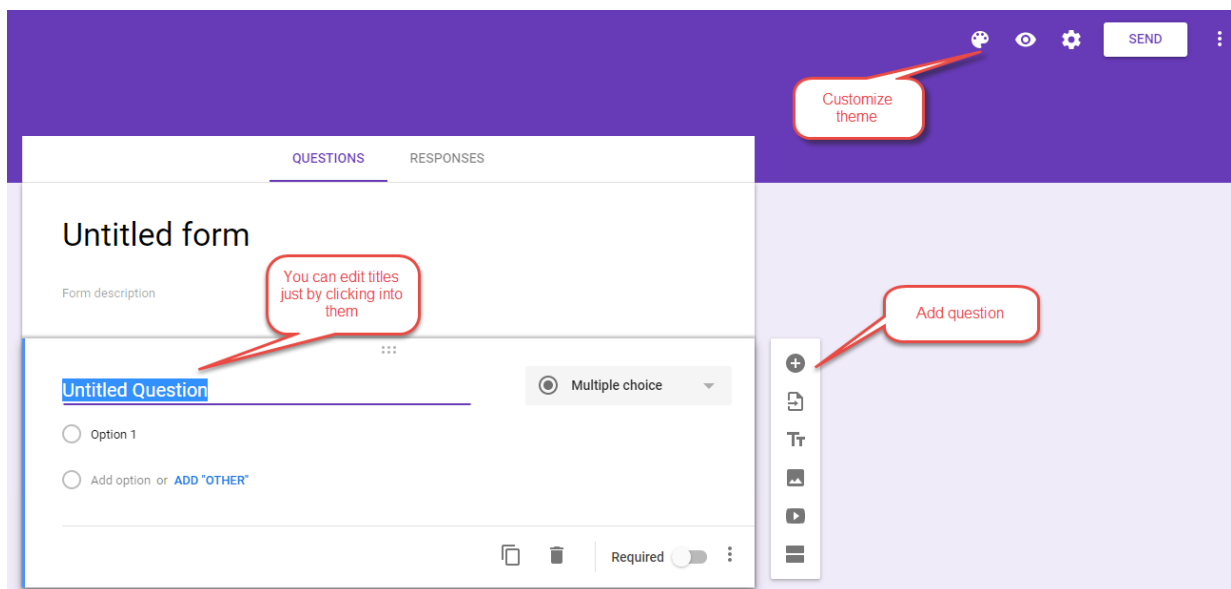 SEND
Customize
theme
QUESTIONS RESPONSES
Untitled form
You can edit titles
just by clicking into
them
Form description
Add question
Untitled Question
Multiple choice
Option 1
Add option or ADD "OTHER"
Required